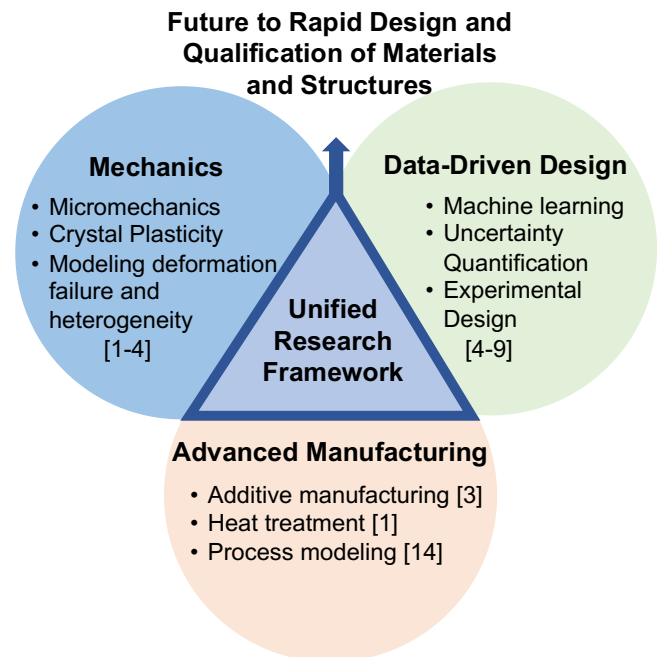 Future to Rapid Design and
Qualification of Materials
and Structures
Mechanics
• Micromechanics
• Crystal Plasticity
• Modeling deformation
failure and
heterogeneity
[1-4]
Data-Driven Design
• Machine learning
• Uncertainty
Quantification
• Experimental
Design
[4-9]
Unified
Research
Framework
Advanced Manufacturing
• Additive manufacturing [3]
• Heat treatment [1]
• Process modeling [14]